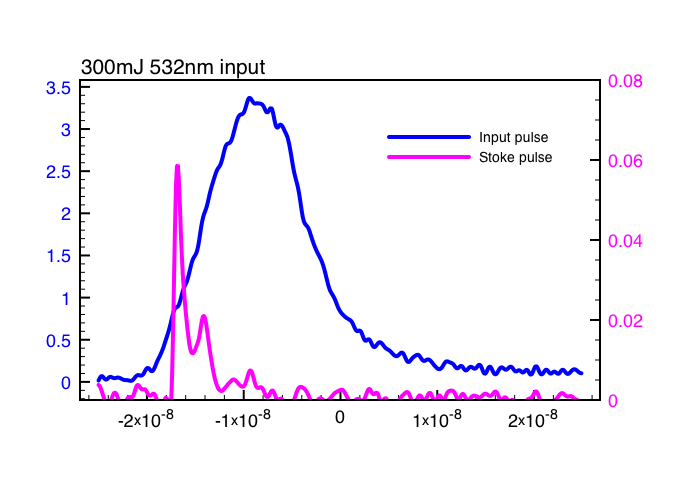 300mJ 532nm input
3.5
3
2.5
2
1.5
1
0.5
0
0.08
0.06
0.04
0.02
0
Input pulse
Stoke pulse
-2x10⁻⁸
-1x10⁻⁸
0
1x10⁻⁸
2x10⁻⁸